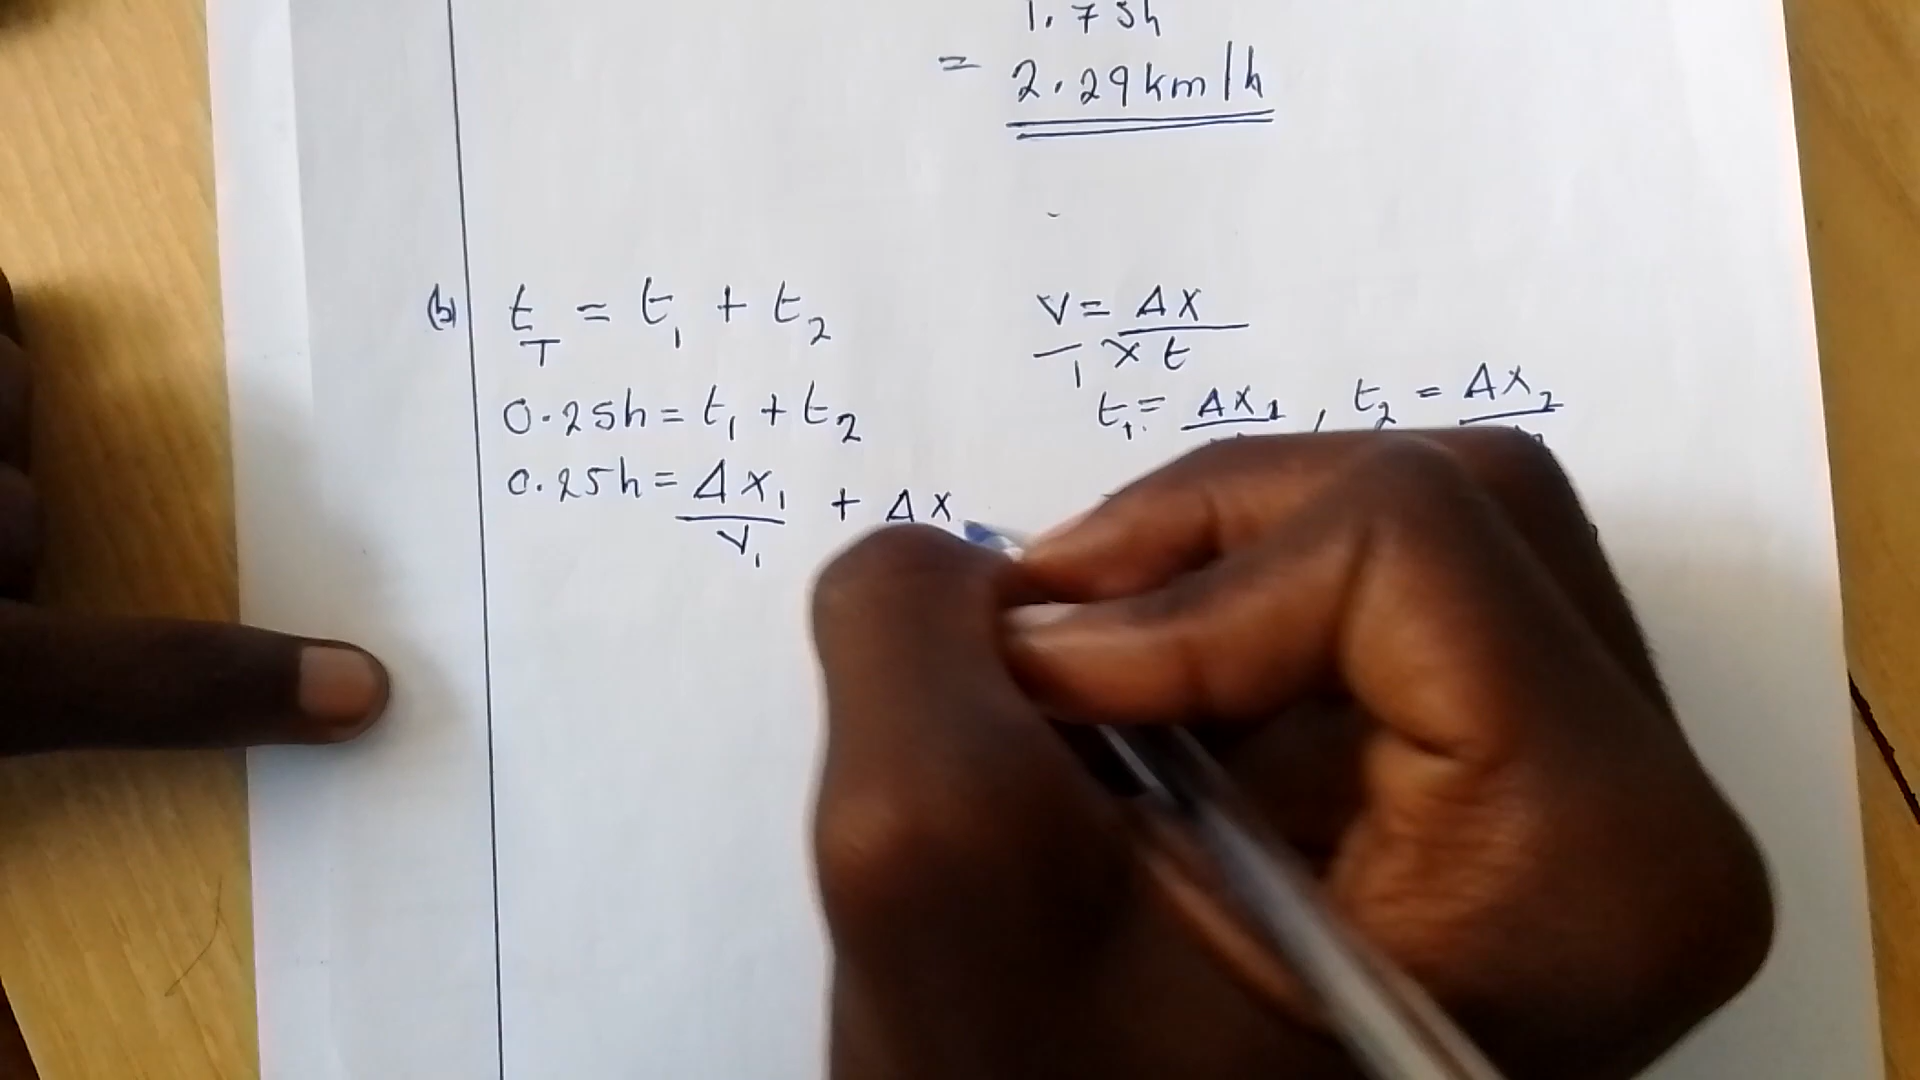 1.75h
= 2.29km/h
(b) t_T = t_1 + t_2
0.25h = t_1 + t_2
0.25h = Δx_1 / v_1 + Δx
v = Δx / t
t_1 = Δx_1 , t_2 = Δx_2